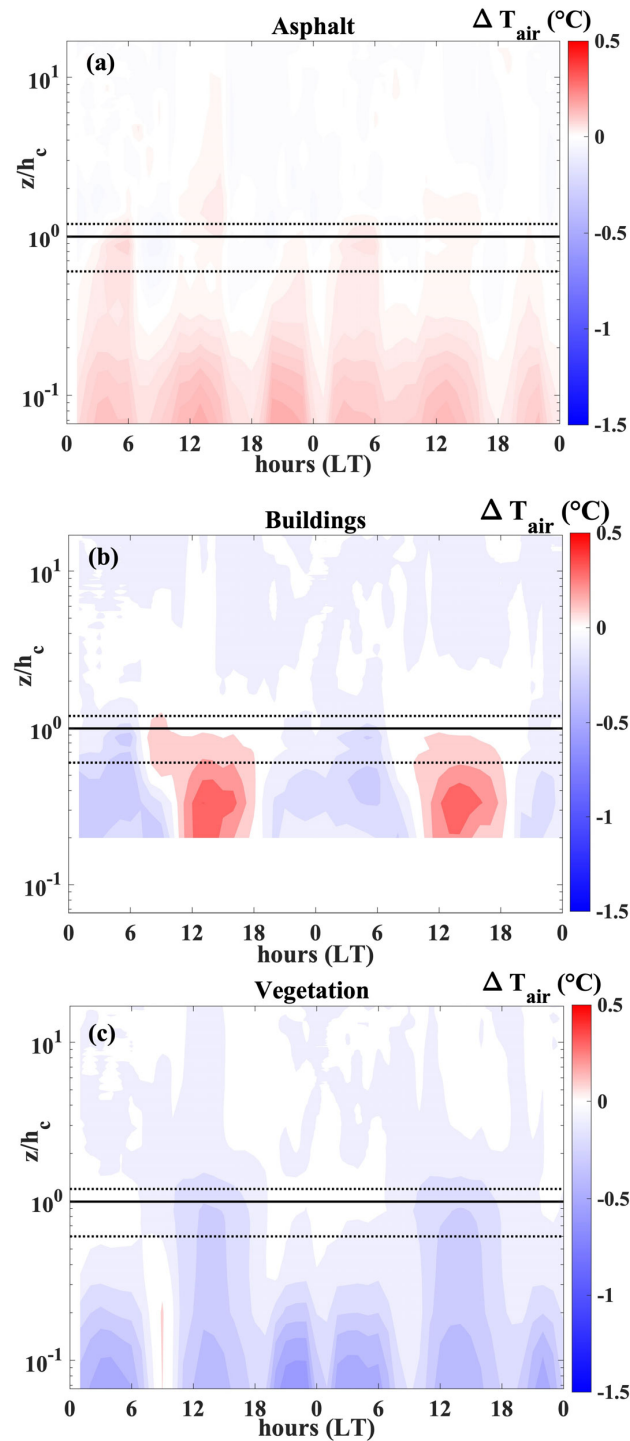 Asphalt
Δ T_air (°C)
(a)
z/h_c
10^1
10^0
10^-1
0 6 12 18 0 6 12 18 0
hours (LT)
0.5
0
-0.5
-1
-1.5
Buildings
Δ T_air (°C)
(b)
z/h_c
10^1
10^0
10^-1
0 6 12 18 0 6 12 18 0
hours (LT)
0.5
0
-0.5
-1
-1.5
Vegetation
Δ T_air (°C)
(c)
z/h_c
10^1
10^0
10^-1
0 6 12 18 0 6 12 18 0
hours (LT)
0.5
0
-0.5
-1
-1.5